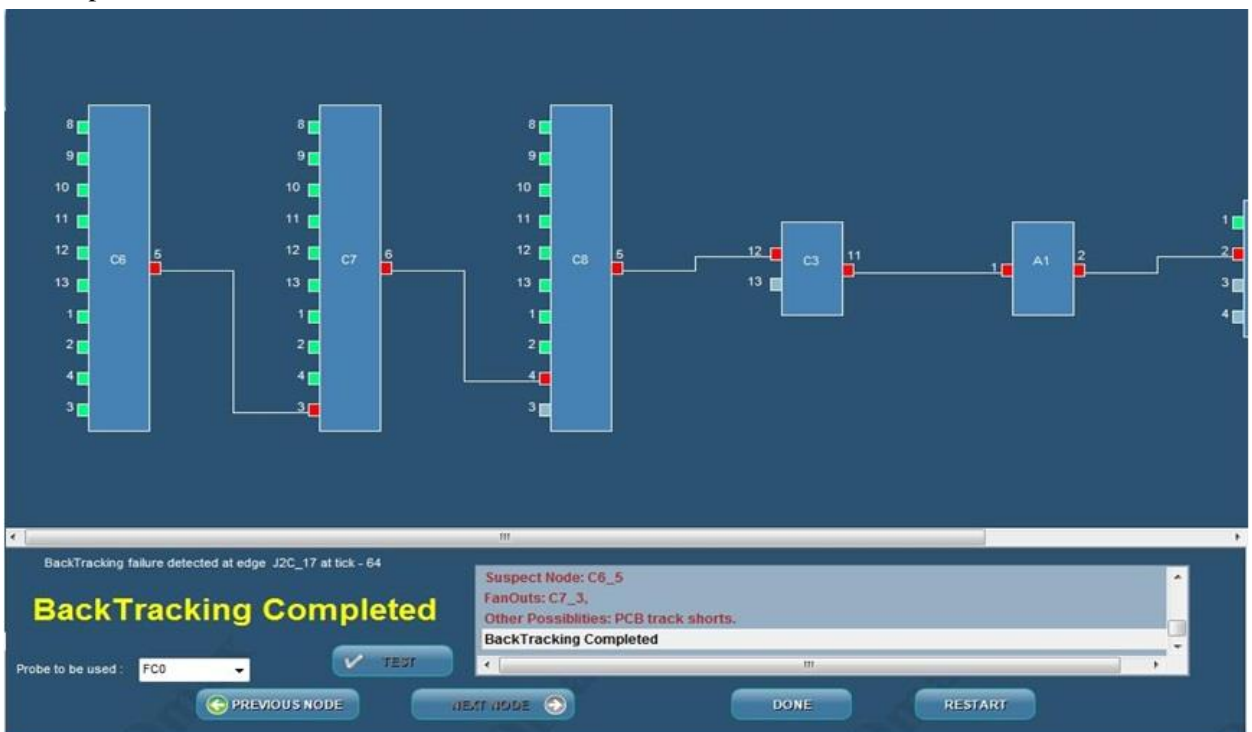 8 8 8
9 9 9
10 10 10
11 11 11 1
12 C6 5 12 C7 6 12 C8 5 12 C3 11 A1 2 2
13 13 13 13 1 3
1 1 1 4
2 2 2
4 4 4
3 3 3
BackTracking failure detected at edge J2C_17 at tick - 64
BackTracking Completed
Suspect Node: C6_5
FanOuts: C7_3,
Other Possiblities: PCB track shorts.
BackTracking Completed
Probe to be used : FC0
TEST
PREVIOUS NODE NEXT NODE DONE RESTART